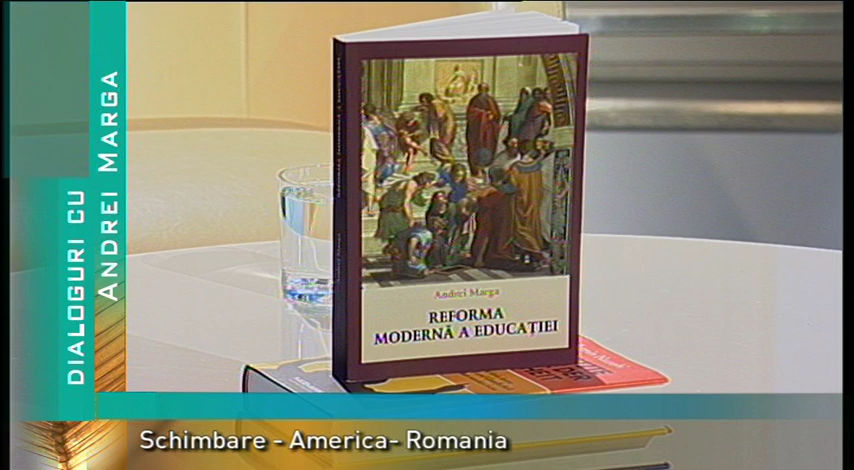 DIALOGURI CU
ANDREI MARGA
Andrei Marga
REFORMA
MODERNĂ A EDUCAȚIEI
Schimbare - America- Romania